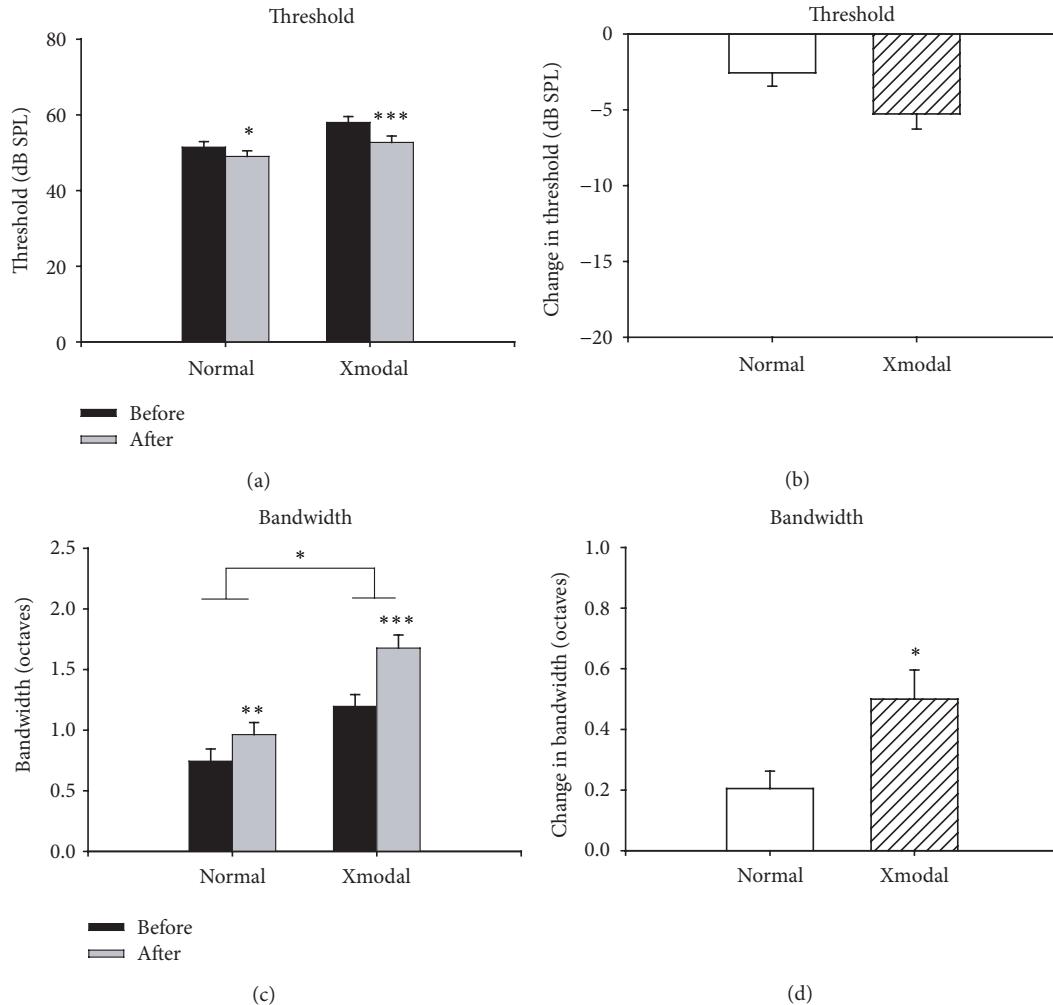 Threshold
80
60
40
20
0
Threshold (dB SPL)
*
***
Normal Xmodal
Before
After
(a)
Threshold
0
−5
−10
−15
−20
Change in threshold (dB SPL)
Normal Xmodal
(b)
Bandwidth
2.5
2.0
1.5
1.0
0.5
0.0
Bandwidth (octaves)
*
**
***
Normal Xmodal
Before
After
(c)
Bandwidth
1.0
0.8
0.6
0.4
0.2
0.0
Change in bandwidth (octaves)
*
Normal Xmodal
(d)